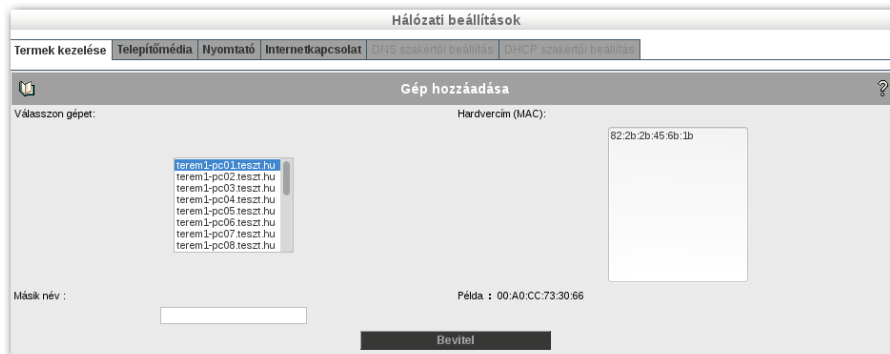 Hálózati beállítások
Termek kezelése Telepítőmédia Nyomtató Internetkapcsolat DNS szakértői beállítás DHCP szakértői beállítás
Gép hozzáadása ?
Válasszon gépet: Hardvercím (MAC):
82:2b:2b:45:6b:1b
terem1-pc01.teszt.hu
terem1-pc02.teszt.hu
terem1-pc03.teszt.hu
terem1-pc04.teszt.hu
terem1-pc05.teszt.hu
terem1-pc06.teszt.hu
terem1-pc07.teszt.hu
terem1-pc08.teszt.hu
Másik név : Példa : 00:A0:CC:73:30:66
Bevitel